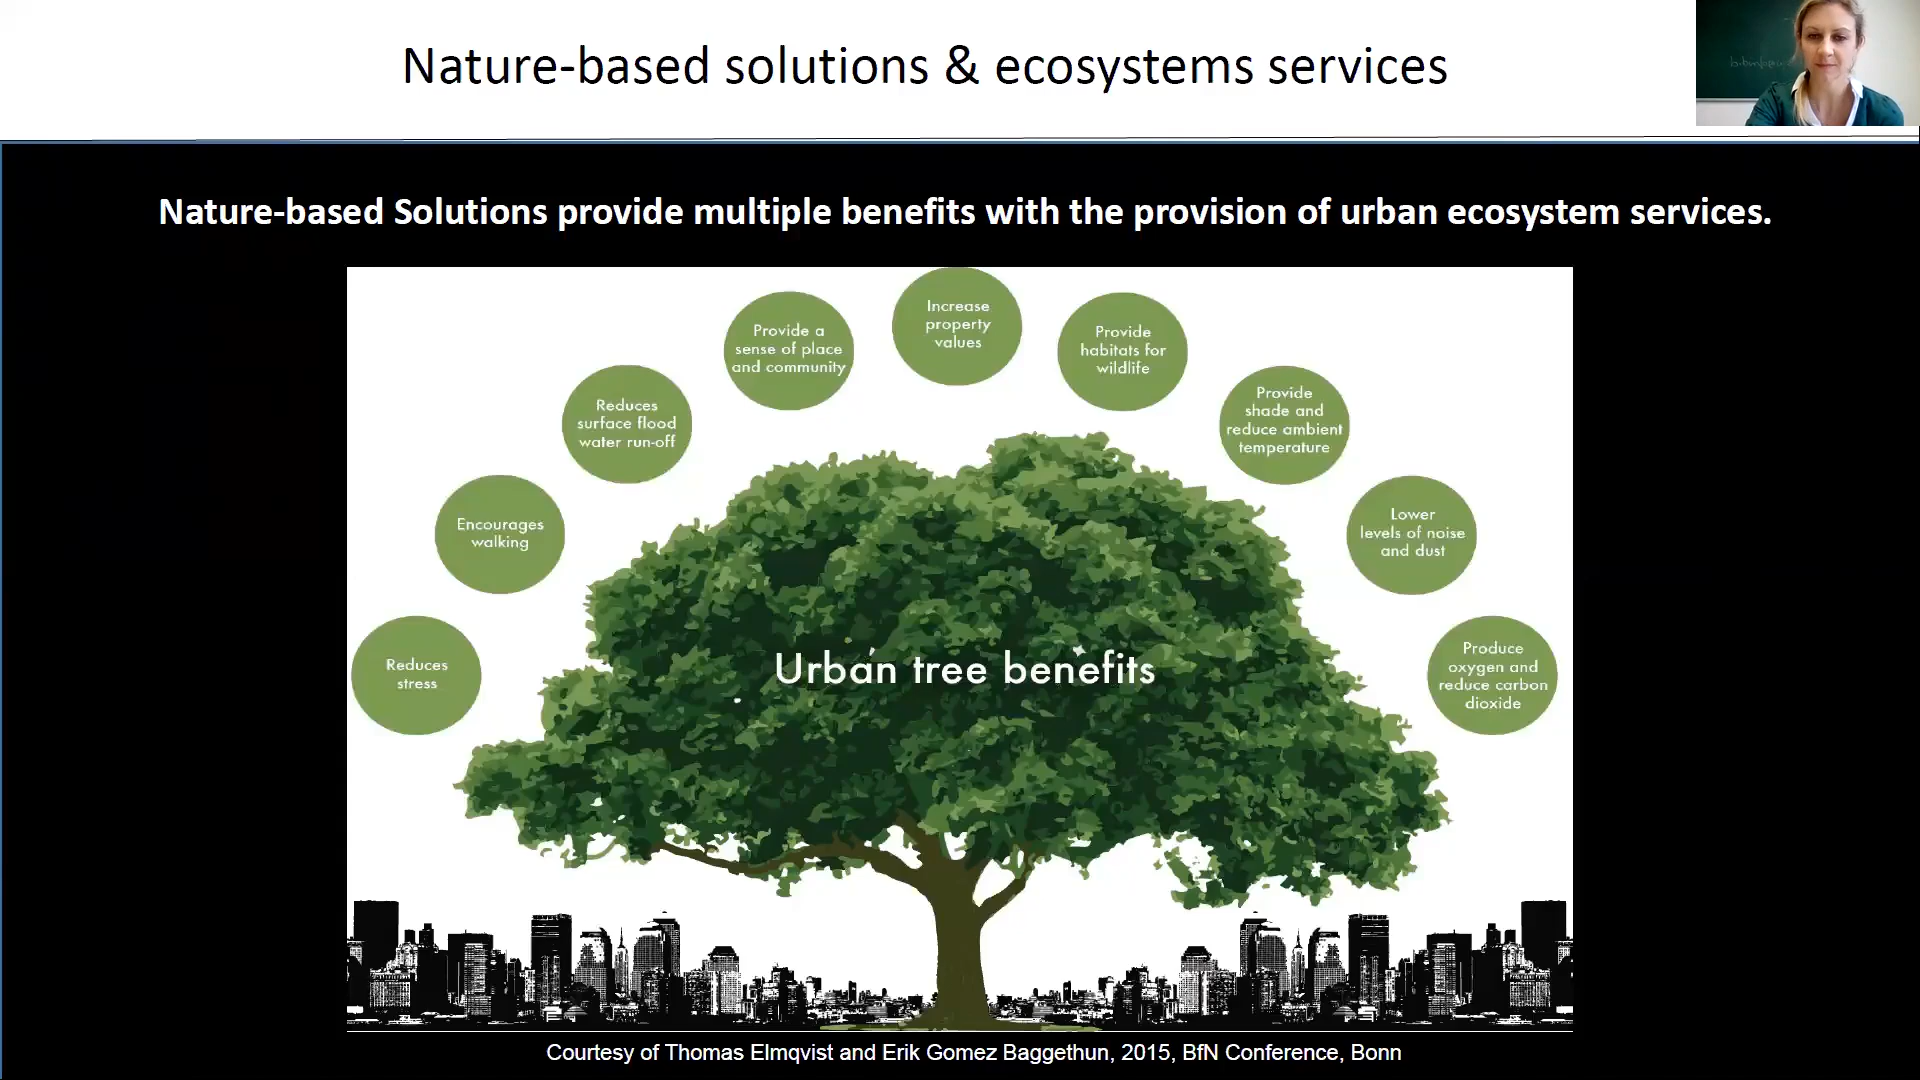 Nature-based solutions & ecosystems services
Nature-based Solutions provide multiple benefits with the provision of urban ecosystem services.
Increase
property
values
Provide a
sense of place
and community
Provide
habitats for
wildlife
Reduces
surface flood
water run-off
Provide
shade and
reduce ambient
temperature
Encourages
walking
Lower
levels of noise
and dust
Reduces
stress
Produce
oxygen and
reduce carbon
dioxide
Urban tree benefits
Courtesy of Thomas Elmqvist and Erik Gomez Baggethun, 2015, BfN Conference, Bonn